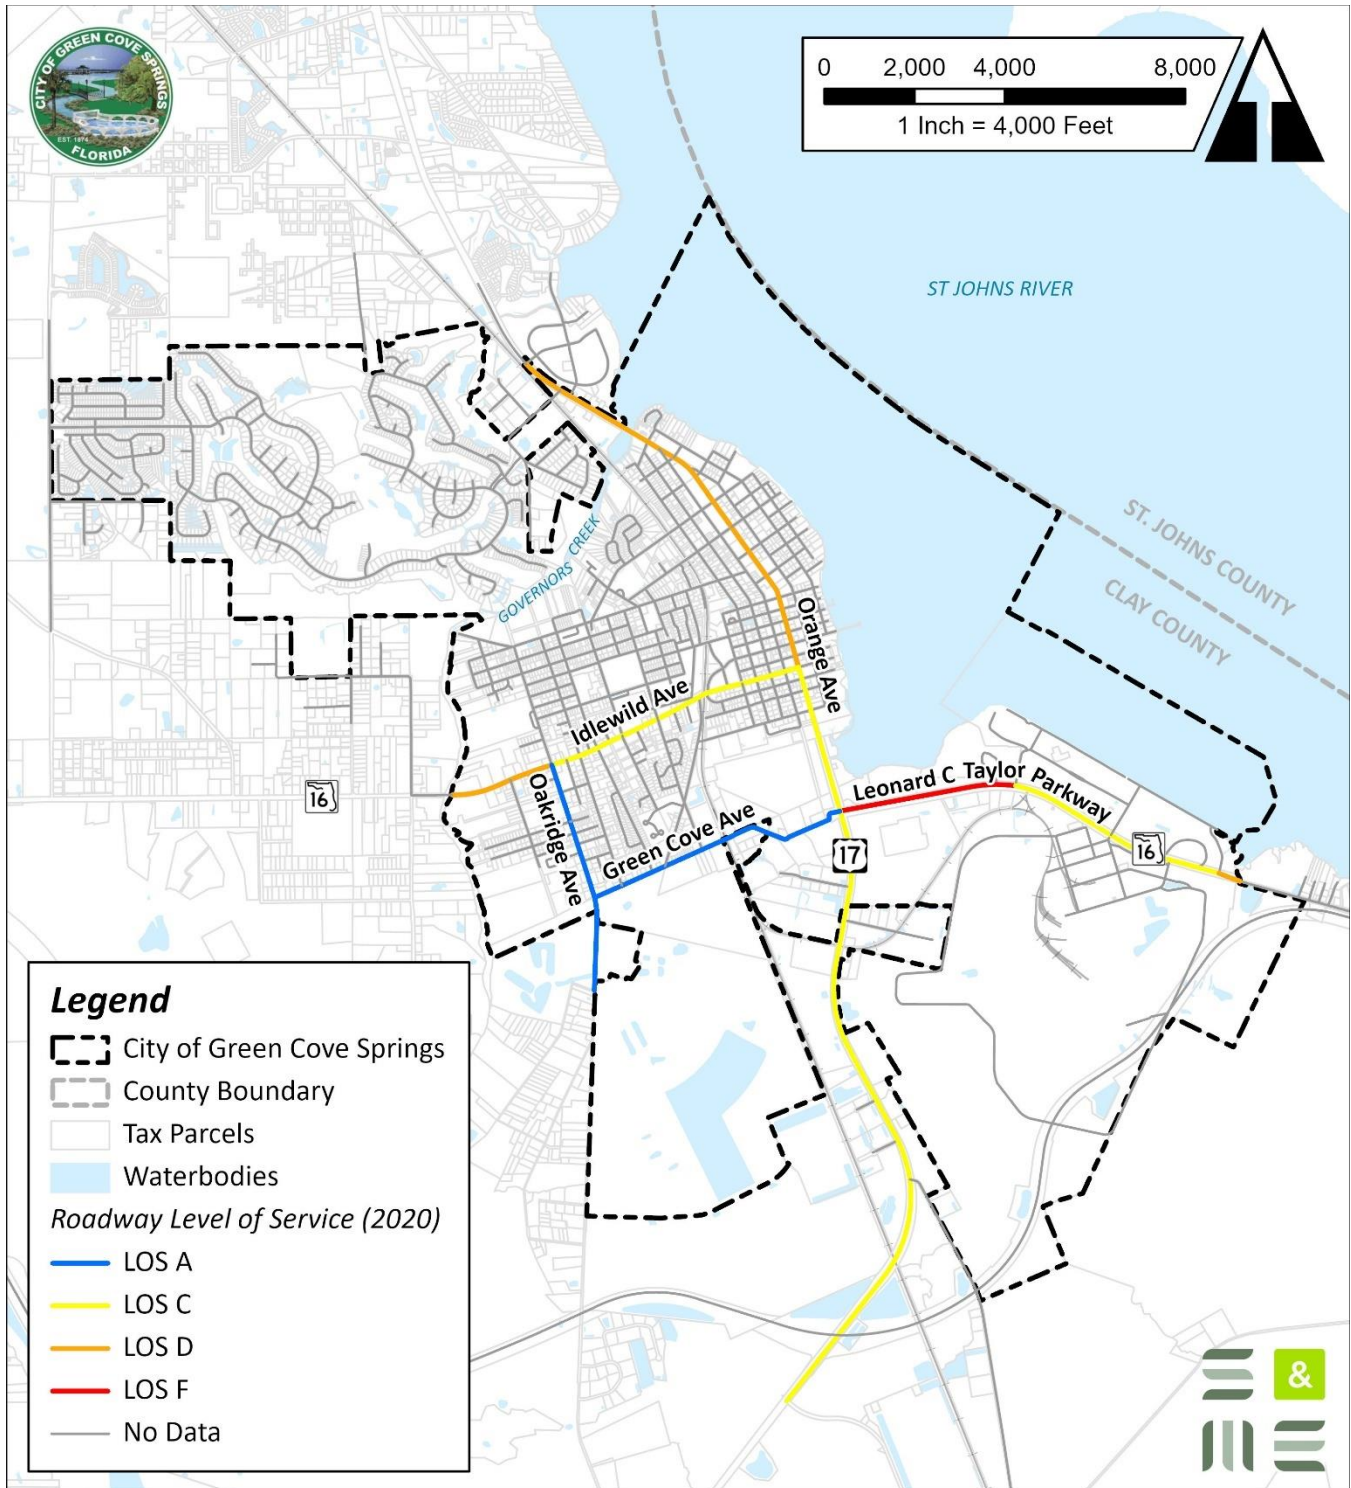 CITY OF GREEN COVE SPRINGS
EST. 1874
FLORIDA
0 2,000 4,000 8,000
1 Inch = 4,000 Feet
ST JOHNS RIVER
ST. JOHNS COUNTY
CLAY COUNTY
GOVERNORS CREEK
Orange Ave
Idlewild Ave
Leonard C Taylor Parkway
16
Oakridge Ave
Green Cove Ave
17
16
Legend
City of Green Cove Springs
County Boundary
Tax Parcels
Waterbodies
Roadway Level of Service (2020)
LOS A
LOS C
LOS D
LOS F
No Data
S &
ME